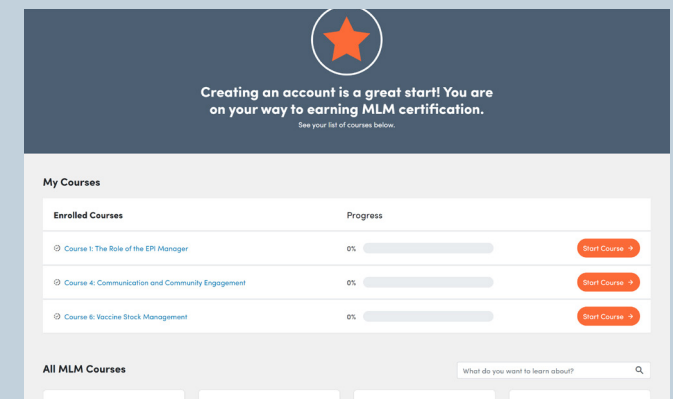 Creating an account is a great start! You are
on your way to earning MLM certification.
See your list of courses below.
My Courses
Enrolled Courses Progress
Course 1: The Role of the EPI Manager 0% Start Course →
Course 4: Communication and Community Engagement 0% Start Course →
Course 6: Vaccine Stock Management 0% Start Course →
All MLM Courses What do you want to learn about?